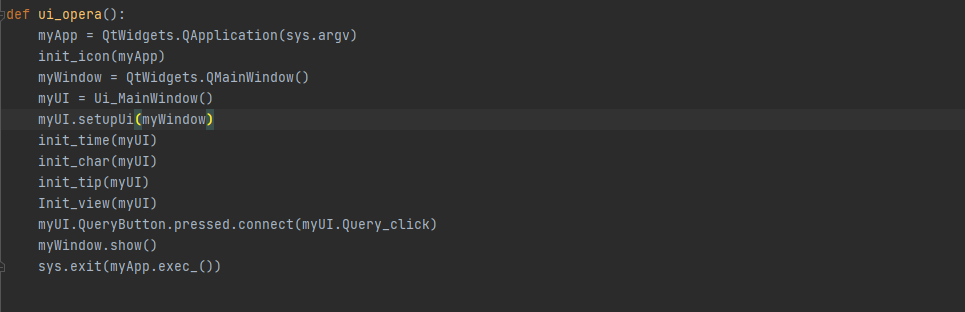 def ui_opera():
    myApp = QtWidgets.QApplication(sys.argv)
    init_icon(myApp)
    myWindow = QtWidgets.QMainWindow()
    myUI = Ui_MainWindow()
    myUI.setupUi(myWindow)
    init_time(myUI)
    init_char(myUI)
    init_tip(myUI)
    Init_view(myUI)
    myUI.QueryButton.pressed.connect(myUI.Query_click)
    myWindow.show()
    sys.exit(myApp.exec_())